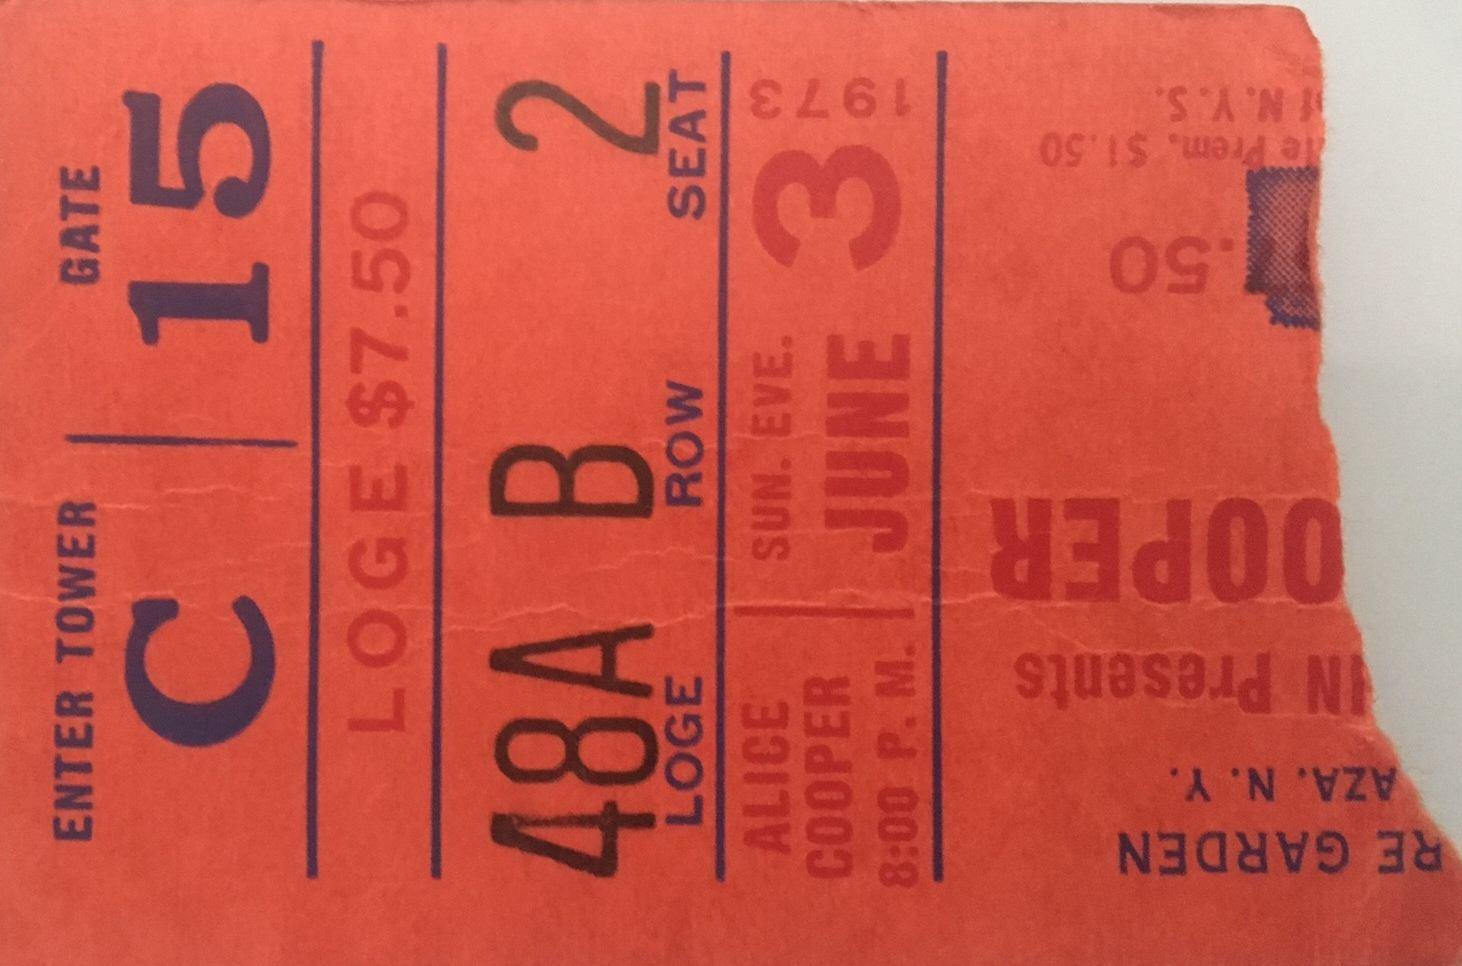 ENTER TOWER GATE
C 15
LOGE $7.50
48A B 2
LOGE ROW SEAT
ALICE
COOPER
8:00 P. M.
SUN. EVE. 1973
JUNE 3
RE GARDEN
AZA. N. Y.
IN Presents
OOPER
.50
te Prem. $1.50
f N. Y. S.